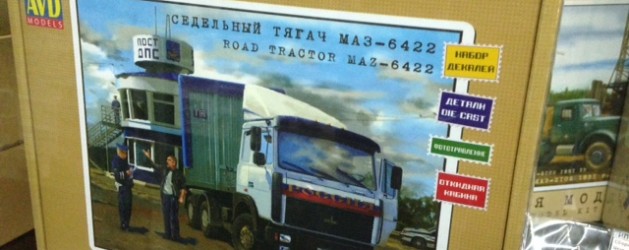 AVD
MODELS
СЕДЕЛЬНЫЙ ТЯГАЧ МАЗ-6422
ROAD TRACTOR MAZ-6422
ПОСТ
ДПС
НАБОР
ДЕКАЛЕЙ
ДЕТАЛИ
DIE CAST
ФОТОТРАВЛЕНИЕ
ОТКИДНАЯ
КАБИНА